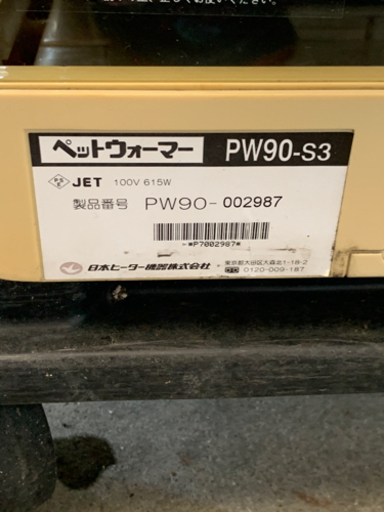 ペットウォーマー PW90-S3
JET 100V 615W
製品番号 PW90-002987
*P7002987*
日本ヒーター機器株式会社
東京都大田区大森北1-18-2
0120-009-187